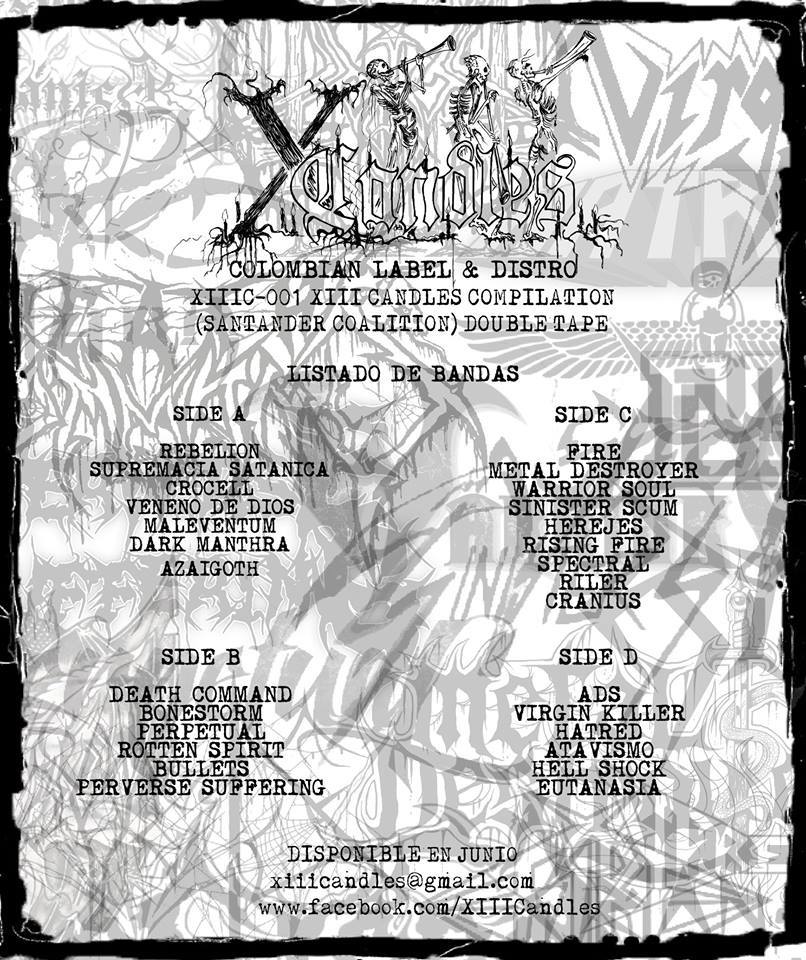 XIII Candles
COLOMBIAN LABEL & DISTRO
XIIIC-001 XIII CANDLES COMPILATION
(SANTANDER COALITION) DOUBLE TAPE
LISTADO DE BANDAS
SIDE A
REBELION
SUPREMACIA SATANICA
CROCELL
VENENO DE DIOS
MALEVENTUM
DARK MANTHRA
AZAIGOTH
SIDE C
FIRE
METAL DESTROYER
WARRIOR SOUL
SINISTER SCUM
HEREJES
RISING FIRE
SPECTRAL
RILER
CRANIUS
SIDE B
DEATH COMMAND
BONESTORM
PERPETUAL
ROTTEN SPIRIT
BULLETS
PERVERSE SUFFERING
SIDE D
ADS
VIRGIN KILLER
HATRED
ATAVISMO
HELL SHOCK
EUTANASIA
DISPONIBLE EN JUNIO
xiiicandles@gmail.com
www.facebook.com/XIIICandles